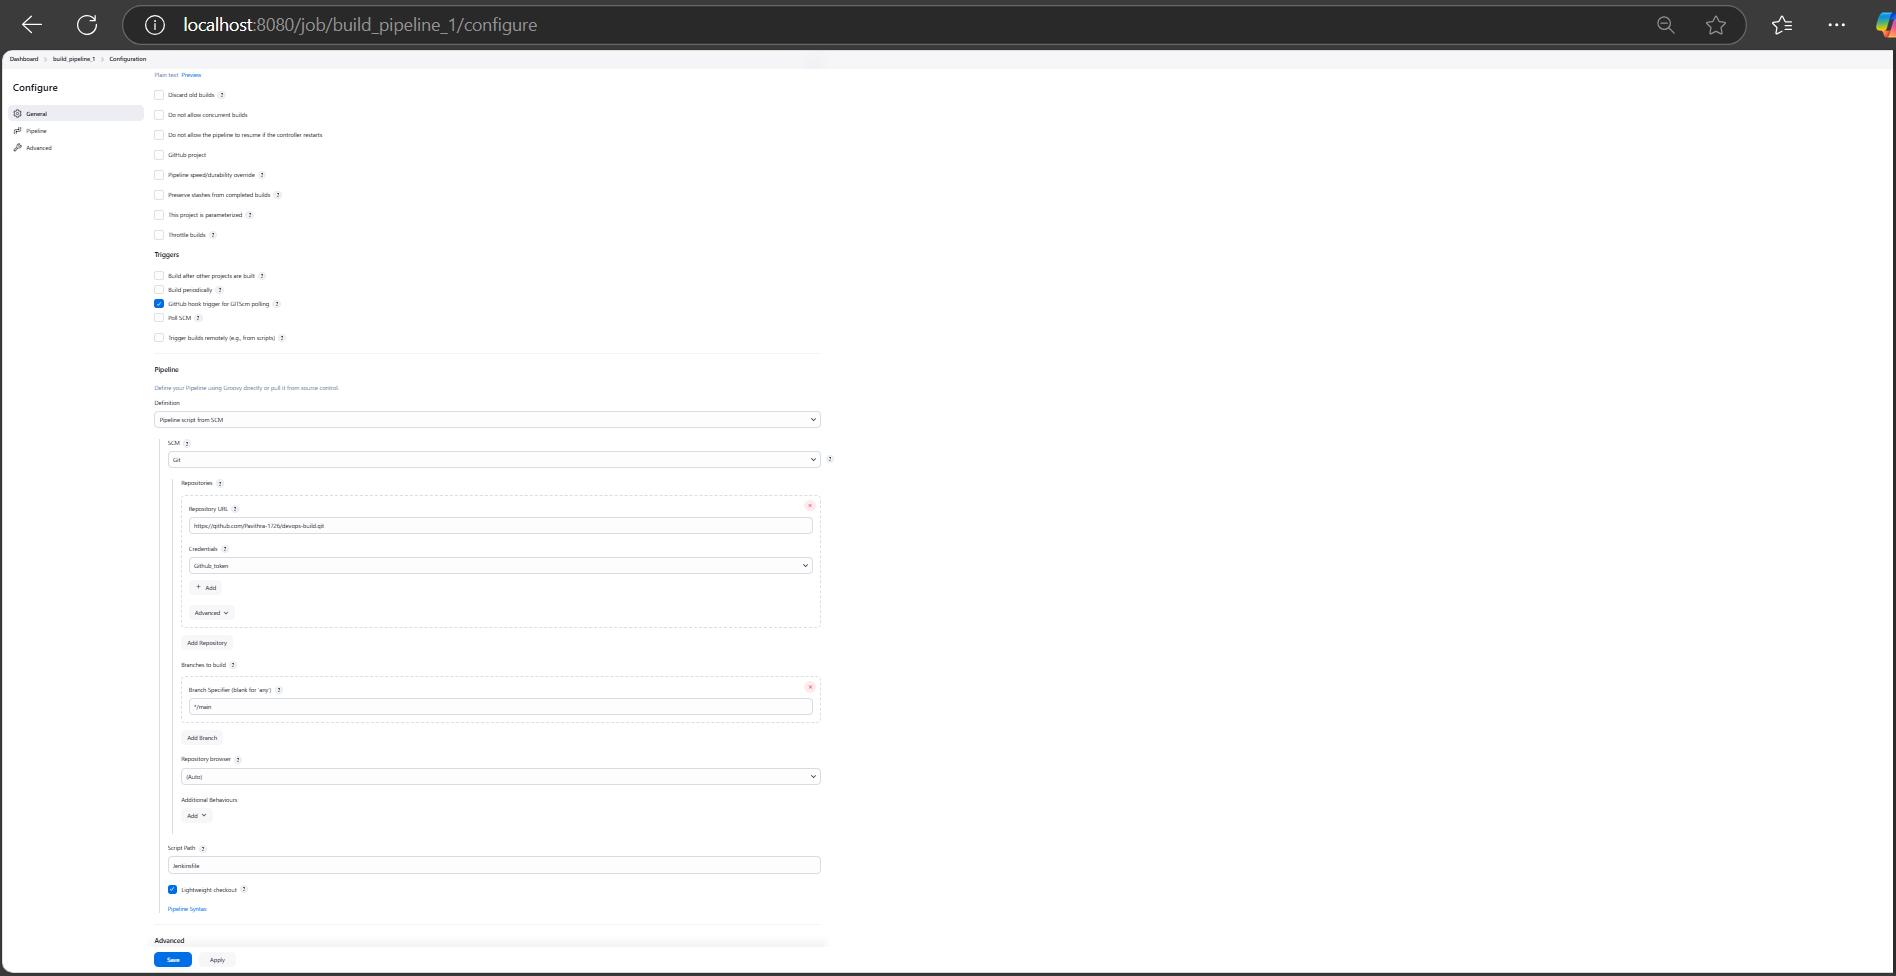 localhost:8080/job/build_pipeline_1/configure
Dashboard > build_pipeline_1 > Configuration
Configure
General
Pipeline
Advanced
Plain text Preview
Discard old builds ?
Do not allow concurrent builds
Do not allow the pipeline to resume if the controller restarts
GitHub project
Pipeline speed/durability override ?
Preserve stashes from completed builds ?
This project is parameterized ?
Throttle builds ?
Triggers
Build after other projects are built ?
Build periodically ?
GitHub hook trigger for GITScm polling ?
Poll SCM ?
Trigger builds remotely (e.g., from scripts) ?
Pipeline
Define your Pipeline using Groovy directly or pull it from source control.
Definition
Pipeline script from SCM
SCM ?
Git
?
Repositories ?
Repository URL ?
https://github.com/Pavithra-1726/devops-build.git
Credentials ?
Github_token
+ Add
Advanced
Add Repository
Branches to build ?
Branch Specifier (blank for 'any') ?
*/main
Add Branch
Repository browser ?
(Auto)
Additional Behaviours
Add
Script Path ?
Jenkinsfile
Lightweight checkout ?
Pipeline Syntax
Advanced
Save
Apply